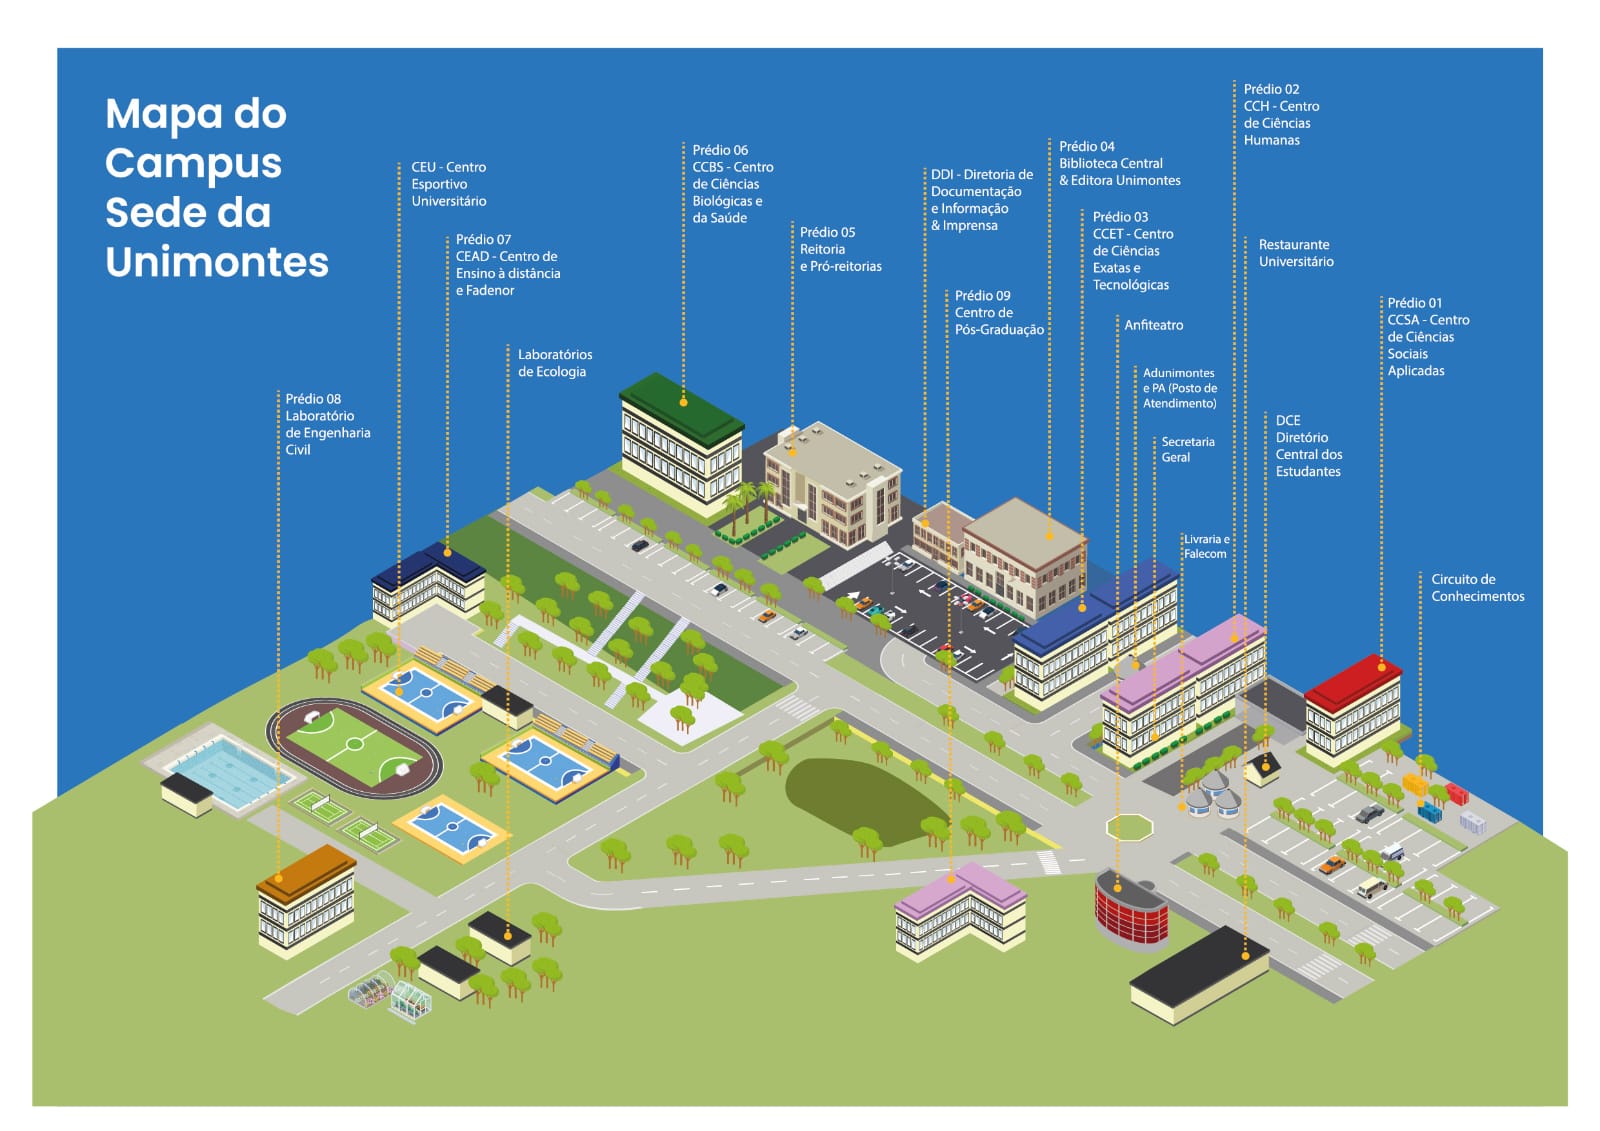 Mapa do
Campus
Sede da
Unimontes
Prédio 08
Laboratório
de Engenharia
Civil
CEU - Centro
Esportivo
Universitário
Prédio 07
CEAD - Centro de
Ensino à distância
e Fadenor
Laboratórios
de Ecologia
Prédio 06
CCBS - Centro
de Ciências
Biológicas e
da Saúde
Prédio 05
Reitoria
e Pró-reitorias
DDI - Diretoria de
Documentação
e Informação
& Imprensa
Prédio 09
Centro de
Pós-Graduação
Prédio 04
Biblioteca Central
& Editora Unimontes
Prédio 03
CCET - Centro
de Ciências
Exatas e
Tecnológicas
Anfiteatro
Adunimontes
e PA (Posto de
Atendimento)
Secretaria
Geral
Livraria e
Falecom
Prédio 02
CCH - Centro
de Ciências
Humanas
Restaurante
Universitário
DCE
Diretório
Central dos
Estudantes
Prédio 01
CCSA - Centro
de Ciências
Sociais
Aplicadas
Circuito de
Conhecimentos